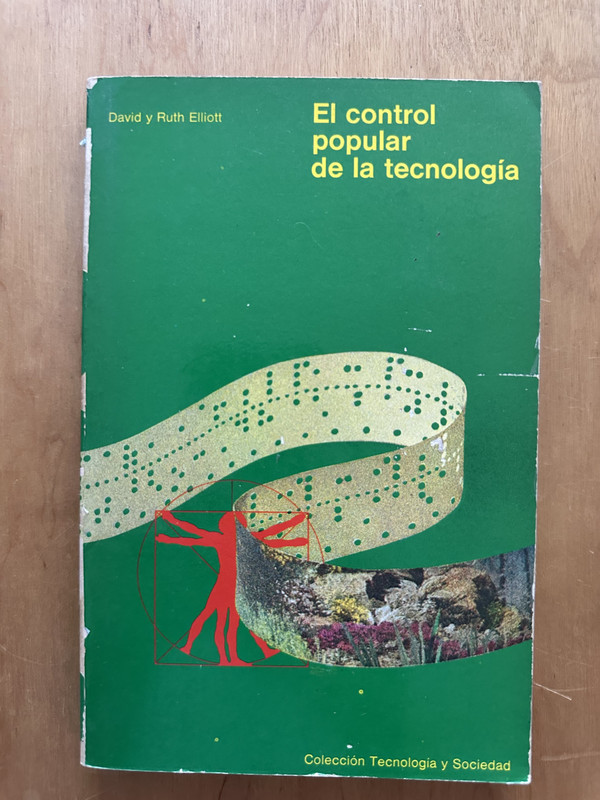 David y Ruth Elliott
El control
popular
de la tecnología
Colección Tecnología y Sociedad